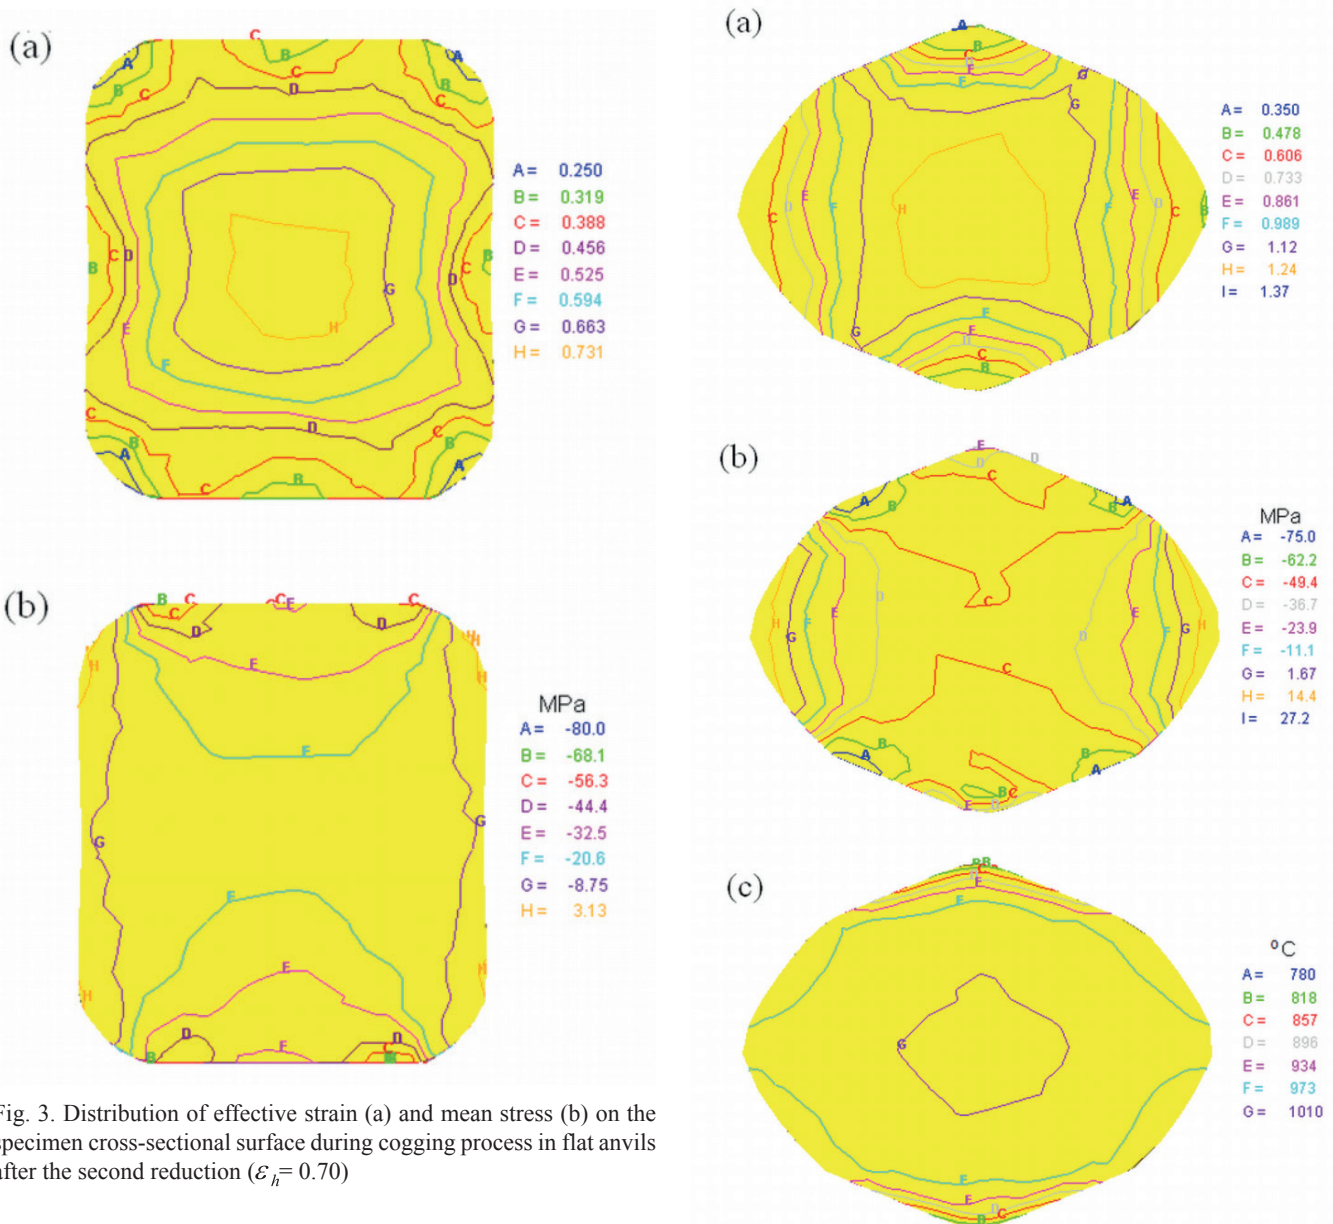 (a)
A = 0.250
B = 0.319
C = 0.388
D = 0.456
E = 0.525
F = 0.594
G = 0.663
H = 0.731
(b)
MPa
A = -80.0
B = -68.1
C = -56.3
D = -44.4
E = -32.5
F = -20.6
G = -8.75
H = 3.13
Fig. 3. Distribution of effective strain (a) and mean stress (b) on the
specimen cross-sectional surface during cogging process in flat anvils
after the second reduction (ε_h= 0.70)
(a)
A = 0.350
B = 0.478
C = 0.606
D = 0.733
E = 0.861
F = 0.989
G = 1.12
H = 1.24
I = 1.37
(b)
MPa
A = -75.0
B = -62.2
C = -49.4
D = -36.7
E = -23.9
F = -11.1
G = 1.67
H = 14.4
I = 27.2
(c)
°C
A = 780
B = 818
C = 857
D = 896
E = 934
F = 973
G = 1010